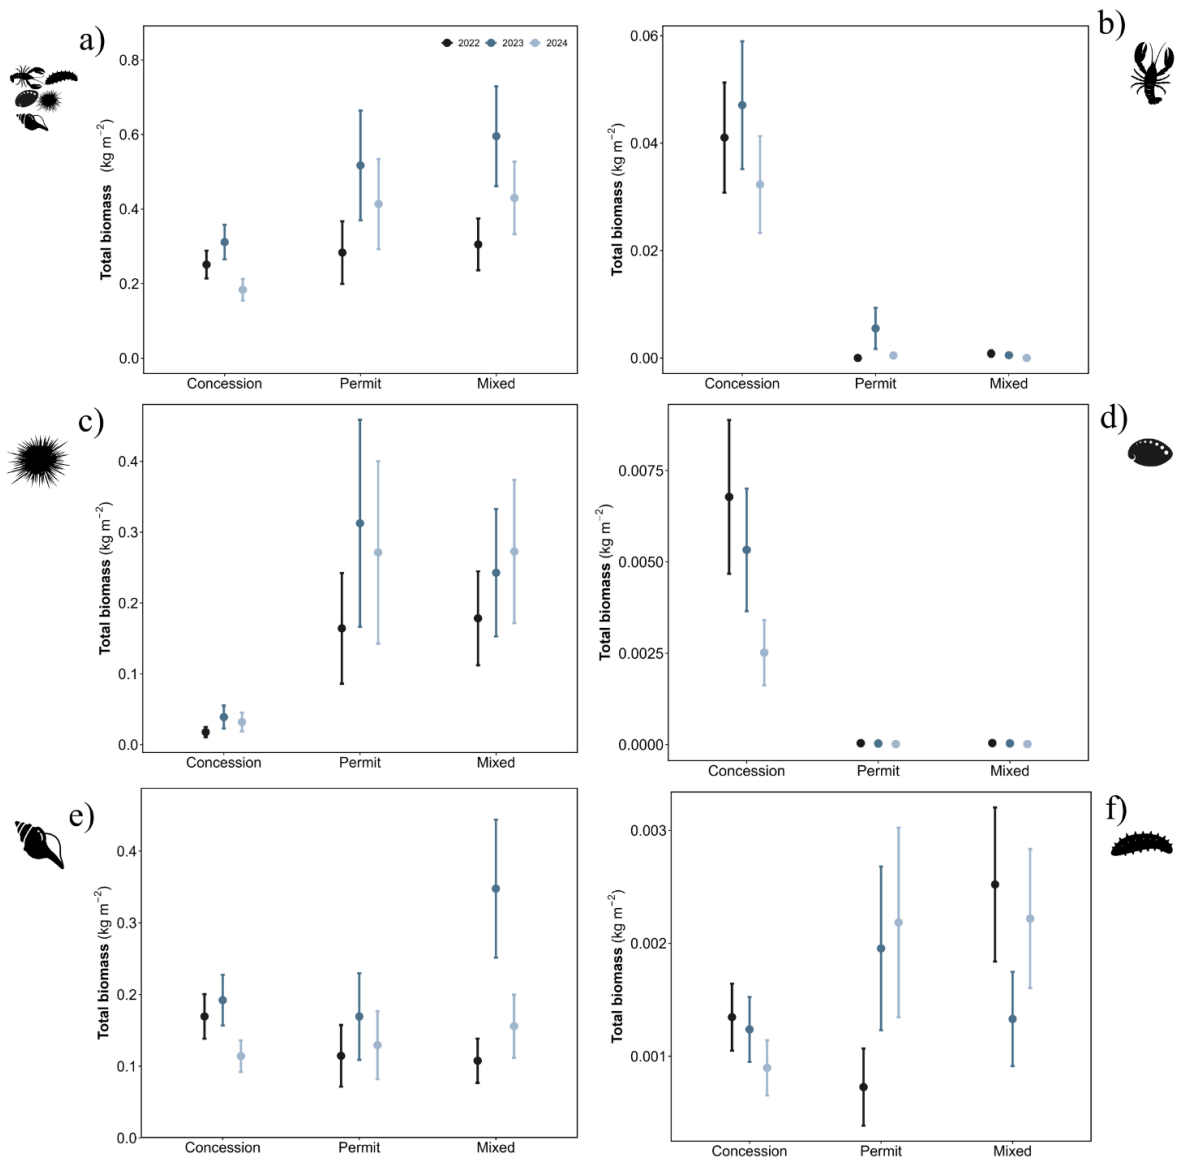 a)
2022 2023 2024
Total biomass (kg m−2)
0.8
0.6
0.4
0.2
0.0
Concession Permit Mixed
b)
Total biomass (kg m−2)
0.06
0.04
0.02
0.00
Concession Permit Mixed
c)
Total biomass (kg m−2)
0.4
0.3
0.2
0.1
0.0
Concession Permit Mixed
d)
Total biomass (kg m−2)
0.0075
0.0050
0.0025
0.0000
Concession Permit Mixed
e)
Total biomass (kg m−2)
0.4
0.3
0.2
0.1
0.0
Concession Permit Mixed
f)
Total biomass (kg m−2)
0.003
0.002
0.001
Concession Permit Mixed